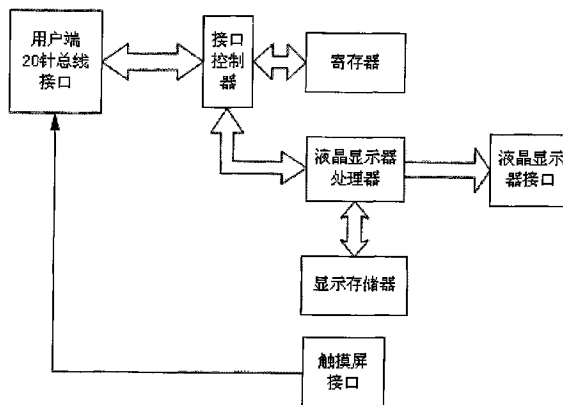 用户端
20针总线
接口
接口
控制
器
寄存器
液晶显示器
处理器
液晶显示
器接口
显示存储器
触摸屏
接口